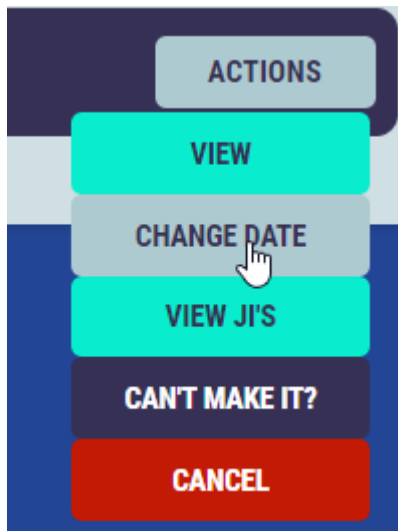 ACTIONS
VIEW
CHANGE DATE
VIEW JI'S
CAN'T MAKE IT?
CANCEL